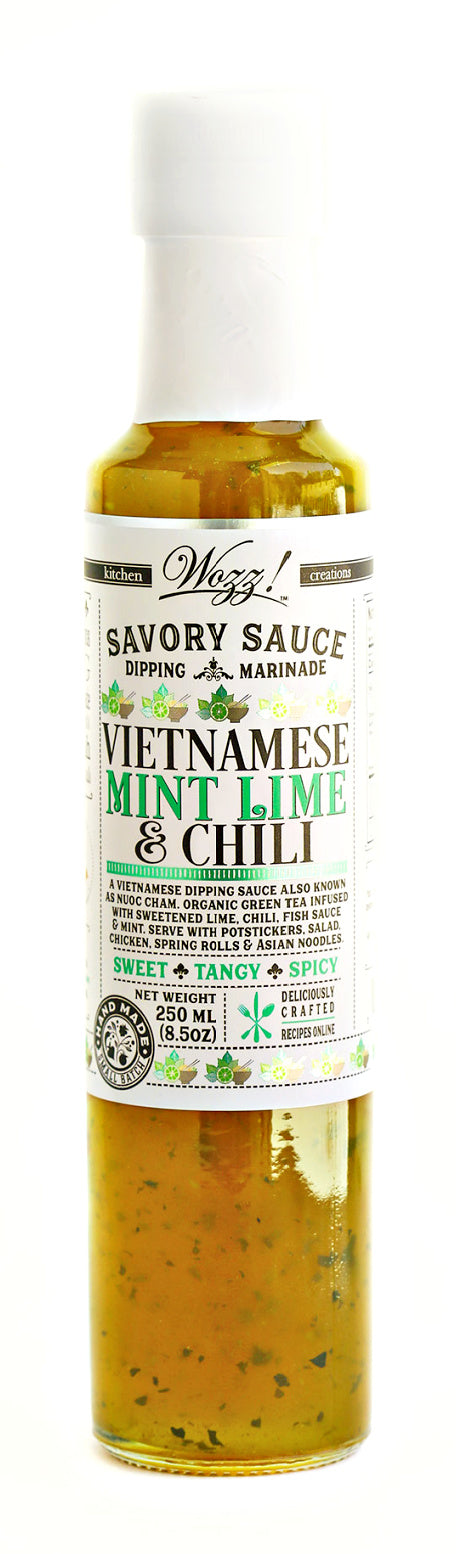 kitchen Wozz! creations
TM
SAVORY SAUCE
DIPPING MARINADE
VIETNAMESE
MINT LIME
& CHILI
A VIETNAMESE DIPPING SAUCE ALSO KNOWN
AS NUOC CHAM. ORGANIC GREEN TEA INFUSED
WITH SWEETENED LIME, CHILI, FISH SAUCE
& MINT. SERVE WITH POTSTICKERS, SALAD,
CHICKEN, SPRING ROLLS & ASIAN NOODLES.
SWEET TANGY SPICY
NET WEIGHT
250 ML
(8.5OZ)
DELICIOUSLY
CRAFTED
RECIPES ONLINE
HAND MADE
SMALL BATCH